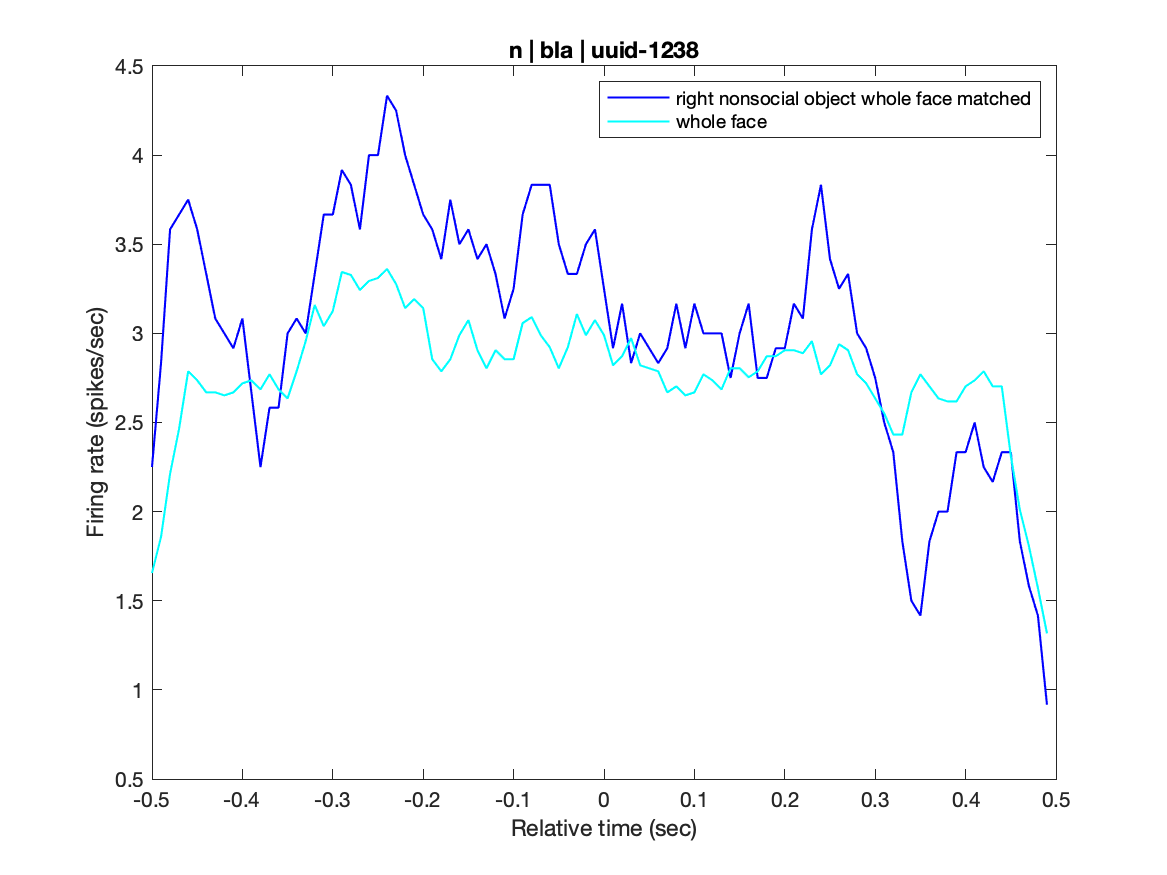 n | bla | uuid-1238
right nonsocial object whole face matched
whole face
Firing rate (spikes/sec)
4.5
4
3.5
3
2.5
2
1.5
1
0.5
-0.5 -0.4 -0.3 -0.2 -0.1 0 0.1 0.2 0.3 0.4 0.5
Relative time (sec)